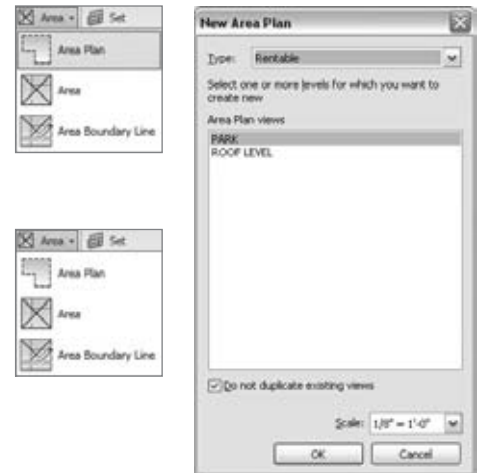 Area Set
Area Plan
Area
Area Boundary Line
Area Set
Area Plan
Area
Area Boundary Line
New Area Plan
Type: Rentable
Select one or more levels for which you want to
create new
Area Plan views
PARK
ROOF LEVEL
Do not duplicate existing views
Scale: 1/8" = 1'-0"
OK Cancel